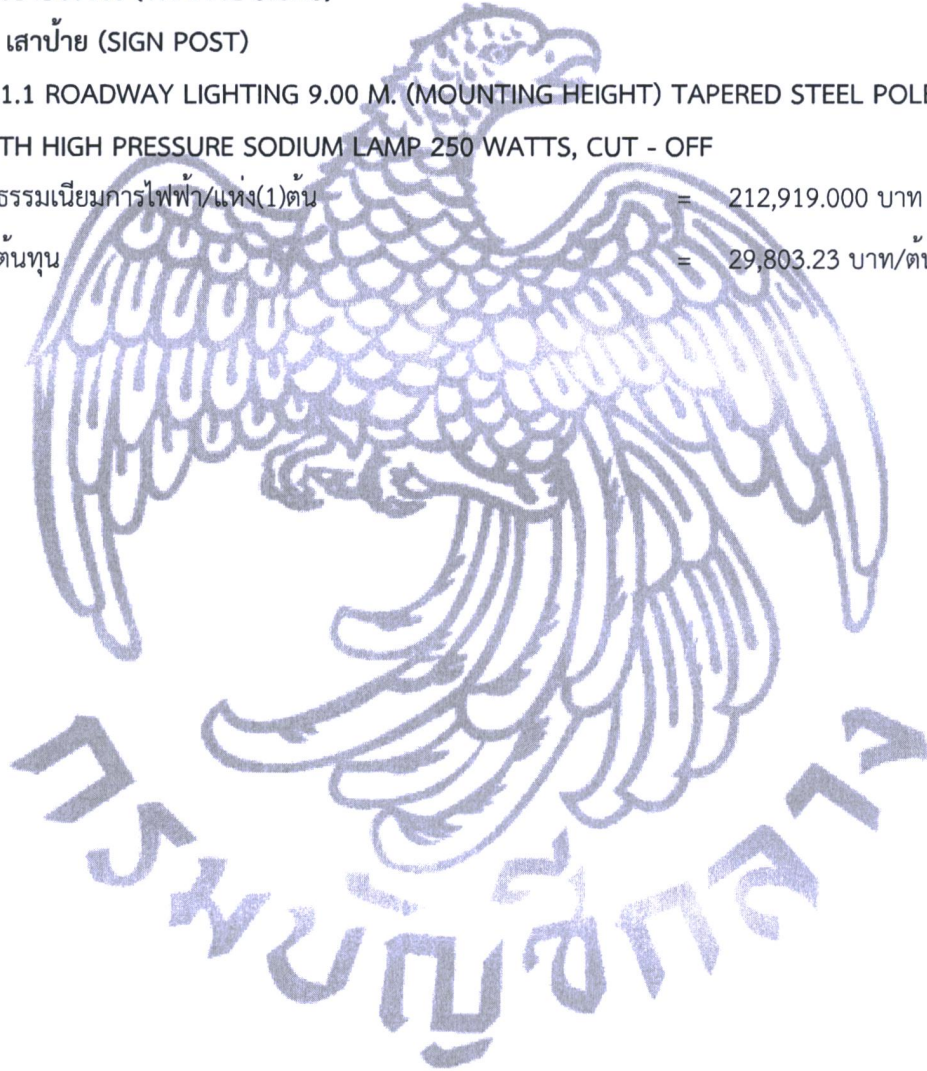 เสาป้าย (SIGN POST)
1.1 ROADWAY LIGHTING 9.00 M. (MOUNTING HEIGHT) TAPERED STEEL POLE
TH HIGH PRESSURE SODIUM LAMP 250 WATTS, CUT - OFF
ธรรมเนียมการไฟฟ้า/แห่ง(1)ต้น = 212,919.000 บาท
ต้นทุน = 29,803.23 บาท/ต้น
กรมบัญชีกลาง